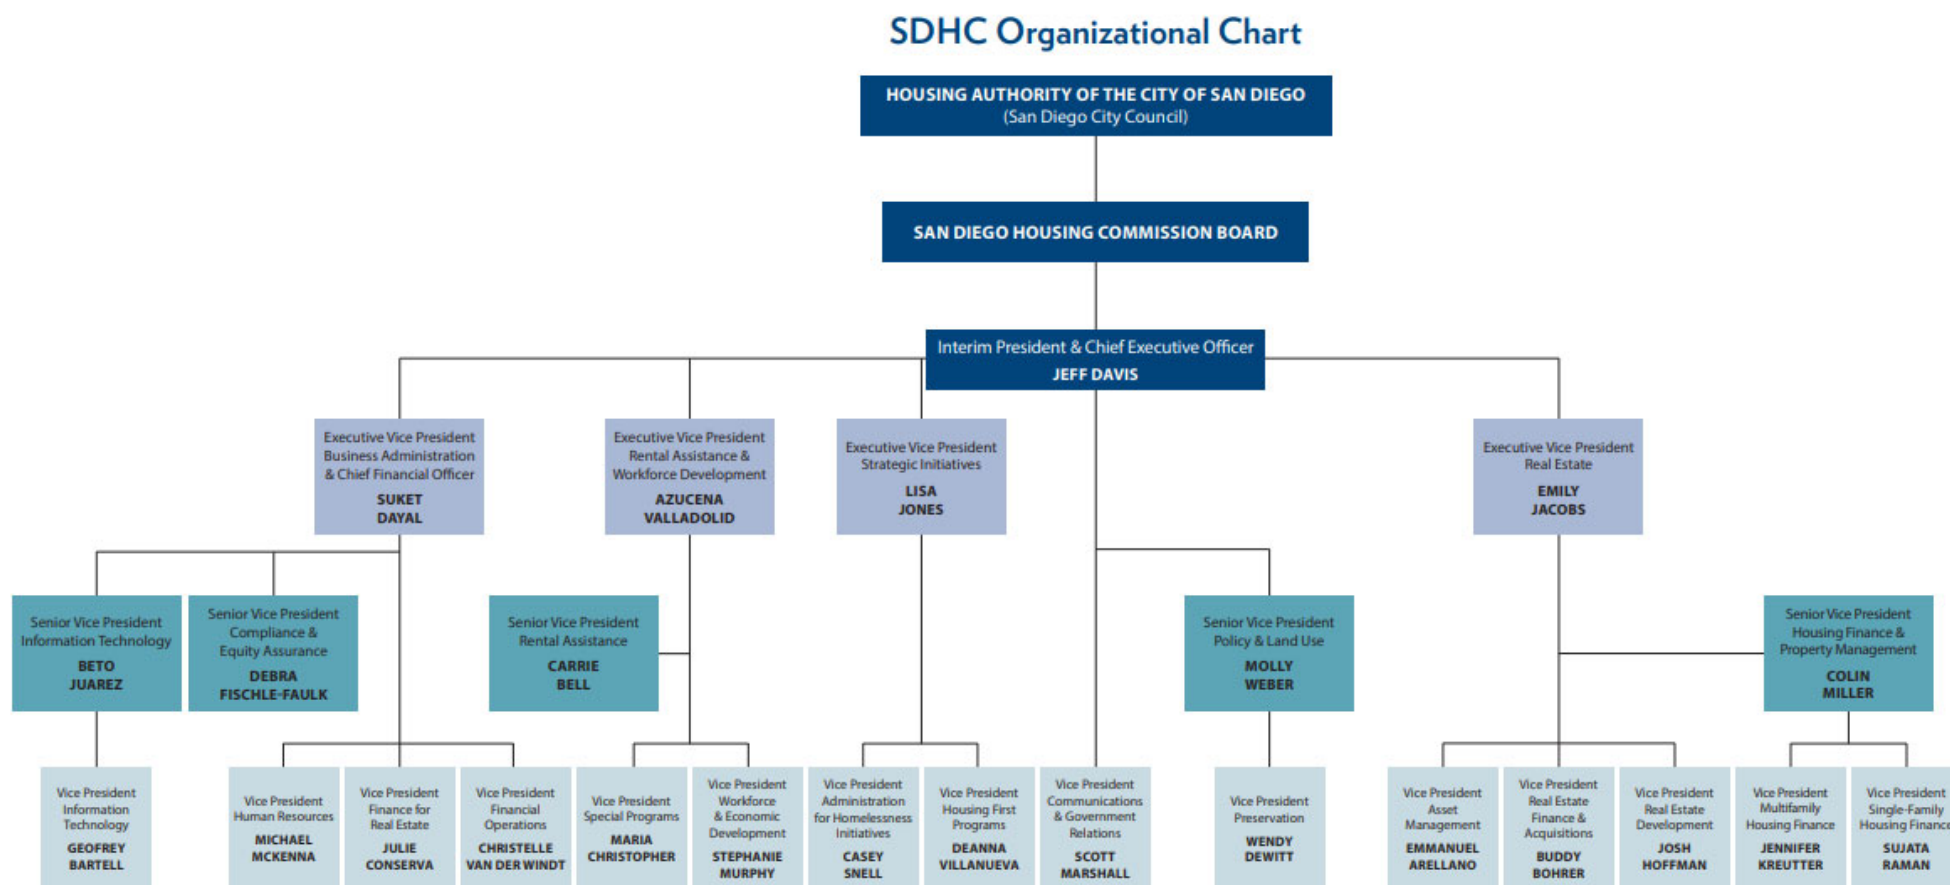 SDHC Organizational Chart
HOUSING AUTHORITY OF THE CITY OF SAN DIEGO
(San Diego City Council)
SAN DIEGO HOUSING COMMISSION BOARD
Interim President & Chief Executive Officer
JEFF DAVIS
Executive Vice President
Business Administration
& Chief Financial Officer
SUKET
DAYAL
Executive Vice President
Rental Assistance &
Workforce Development
AZUCENA
VALLADOLID
Executive Vice President
Strategic Initiatives
LISA
JONES
Executive Vice President
Real Estate
EMILY
JACOBS
Senior Vice President
Information Technology
BETO
JUAREZ
Senior Vice President
Compliance &
Equity Assurance
DEBRA
FISCHLE-FAULK
Senior Vice President
Rental Assistance
CARRIE
BELL
Senior Vice President
Policy & Land Use
MOLLY
WEBER
Senior Vice President
Housing Finance &
Property Management
COLIN
MILLER
Vice President
Information
Technology
GEOFREY
BARTELL
Vice President
Human Resources
MICHAEL
MCKENNA
Vice President
Finance for
Real Estate
JULIE
CONSERVA
Vice President
Financial
Operations
CHRISTELLE
VAN DER WINDT
Vice President
Special Programs
MARIA
CHRISTOPHER
Vice President
Workforce
& Economic
Development
STEPHANIE
MURPHY
Vice President
Administration
for Homelessness
Initiatives
CASEY
SNELL
Vice President
Housing First
Programs
DEANNA
VILLANUEVA
Vice President
Communications
& Government
Relations
SCOTT
MARSHALL
Vice President
Preservation
WENDY
DEWITT
Vice President
Asset
Management
EMMANUEL
ARELLANO
Vice President
Real Estate
Finance &
Acquisitions
BUDDY
BOHRER
Vice President
Real Estate
Development
JOSH
HOFFMAN
Vice President
Multifamily
Housing Finance
JENNIFER
KREUTTER
Vice President
Single-Family
Housing Finance
SUJATA
RAMAN